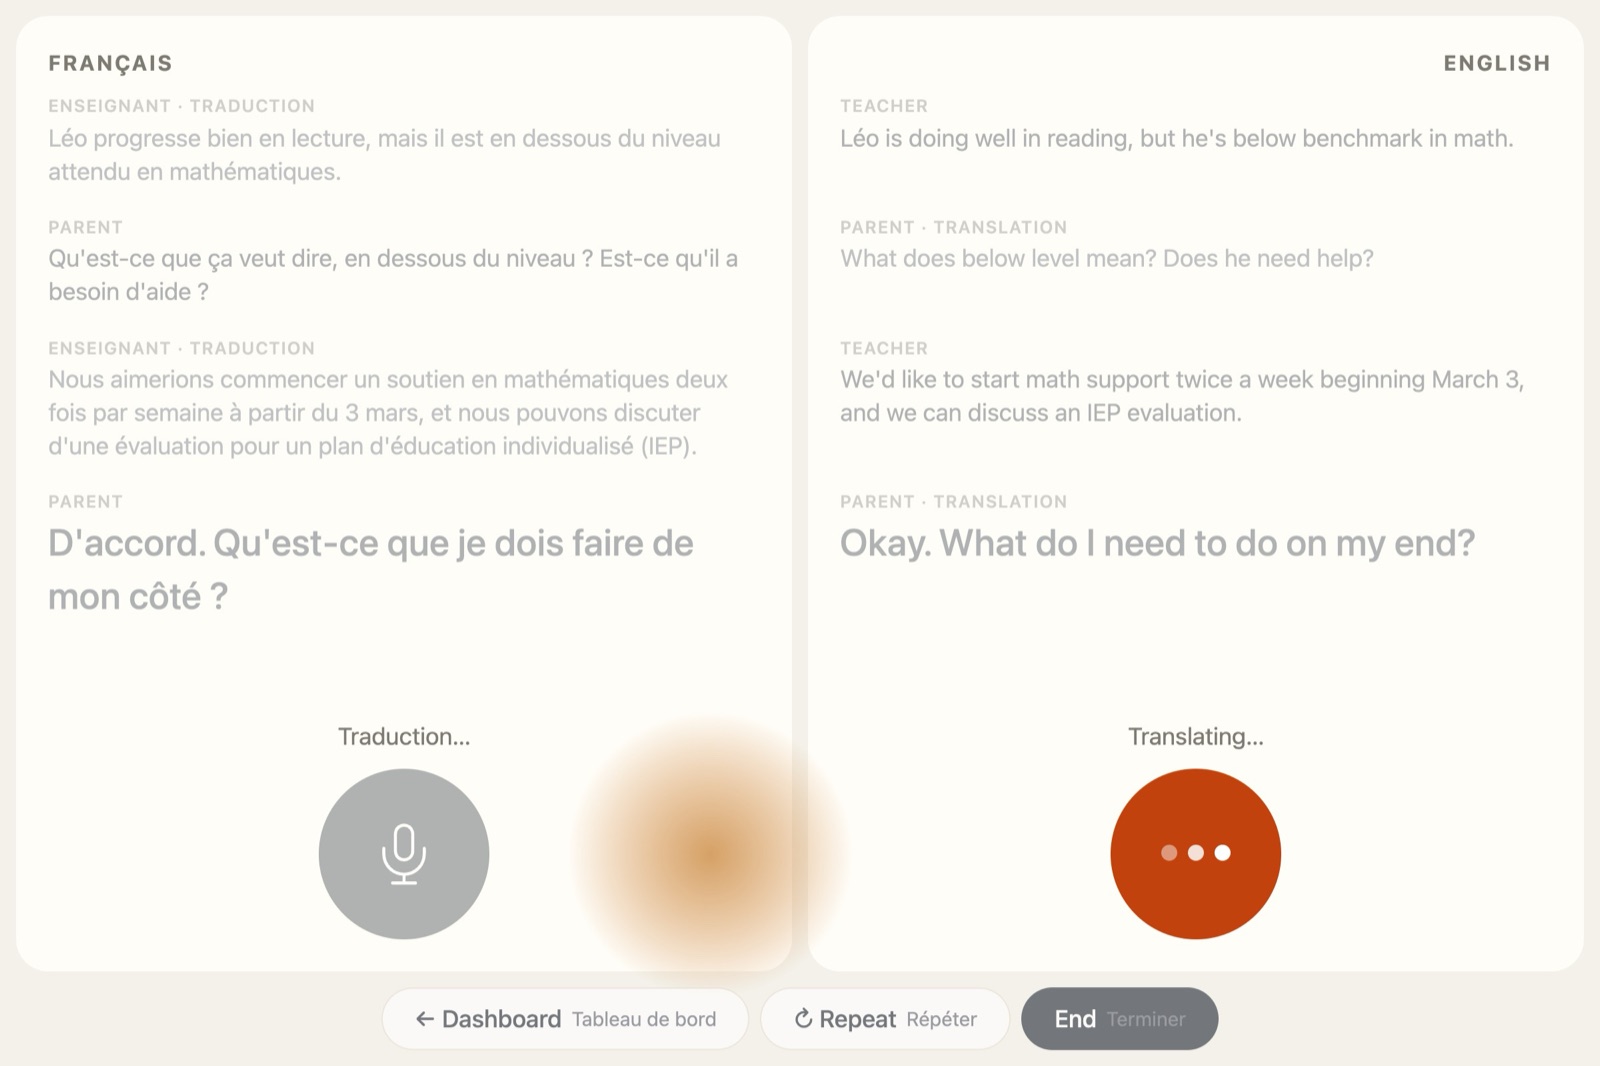 FRANÇAIS
ENSEIGNANT · TRADUCTION
Léo progresse bien en lecture, mais il est en dessous du niveau
attendu en mathématiques.
PARENT
Qu'est-ce que ça veut dire, en dessous du niveau ? Est-ce qu'il a
besoin d'aide ?
ENSEIGNANT · TRADUCTION
Nous aimerions commencer un soutien en mathématiques deux
fois par semaine à partir du 3 mars, et nous pouvons discuter
d'une évaluation pour un plan d'éducation individualisé (IEP).
PARENT
D'accord. Qu'est-ce que je dois faire de
mon côté ?
Traduction...
ENGLISH
TEACHER
Léo is doing well in reading, but he's below benchmark in math.
PARENT · TRANSLATION
What does below level mean? Does he need help?
TEACHER
We'd like to start math support twice a week beginning March 3,
and we can discuss an IEP evaluation.
PARENT · TRANSLATION
Okay. What do I need to do on my end?
Translating...
← Dashboard Tableau de bord
Repeat Répéter
End Terminer